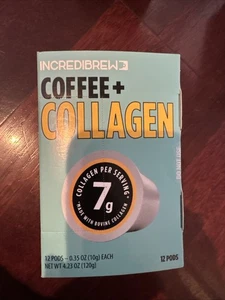 INCREDIBREW
COFFEE+
COLLAGEN
COLLAGEN PER SERVING*
7g
MADE WITH BOVINE COLLAGEN
12 PODS – 0.35 OZ (10g) EACH
NET WT 4.23 OZ (120g)
12 PODS